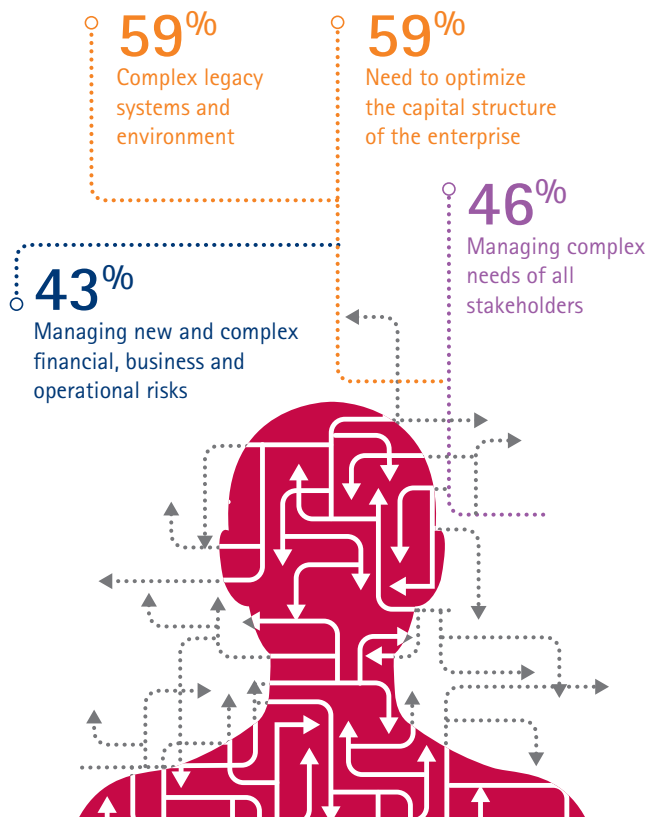 59%
Complex legacy
systems and
environment
59%
Need to optimize
the capital structure
of the enterprise
46%
Managing complex
needs of all
stakeholders
43%
Managing new and complex
financial, business and
operational risks